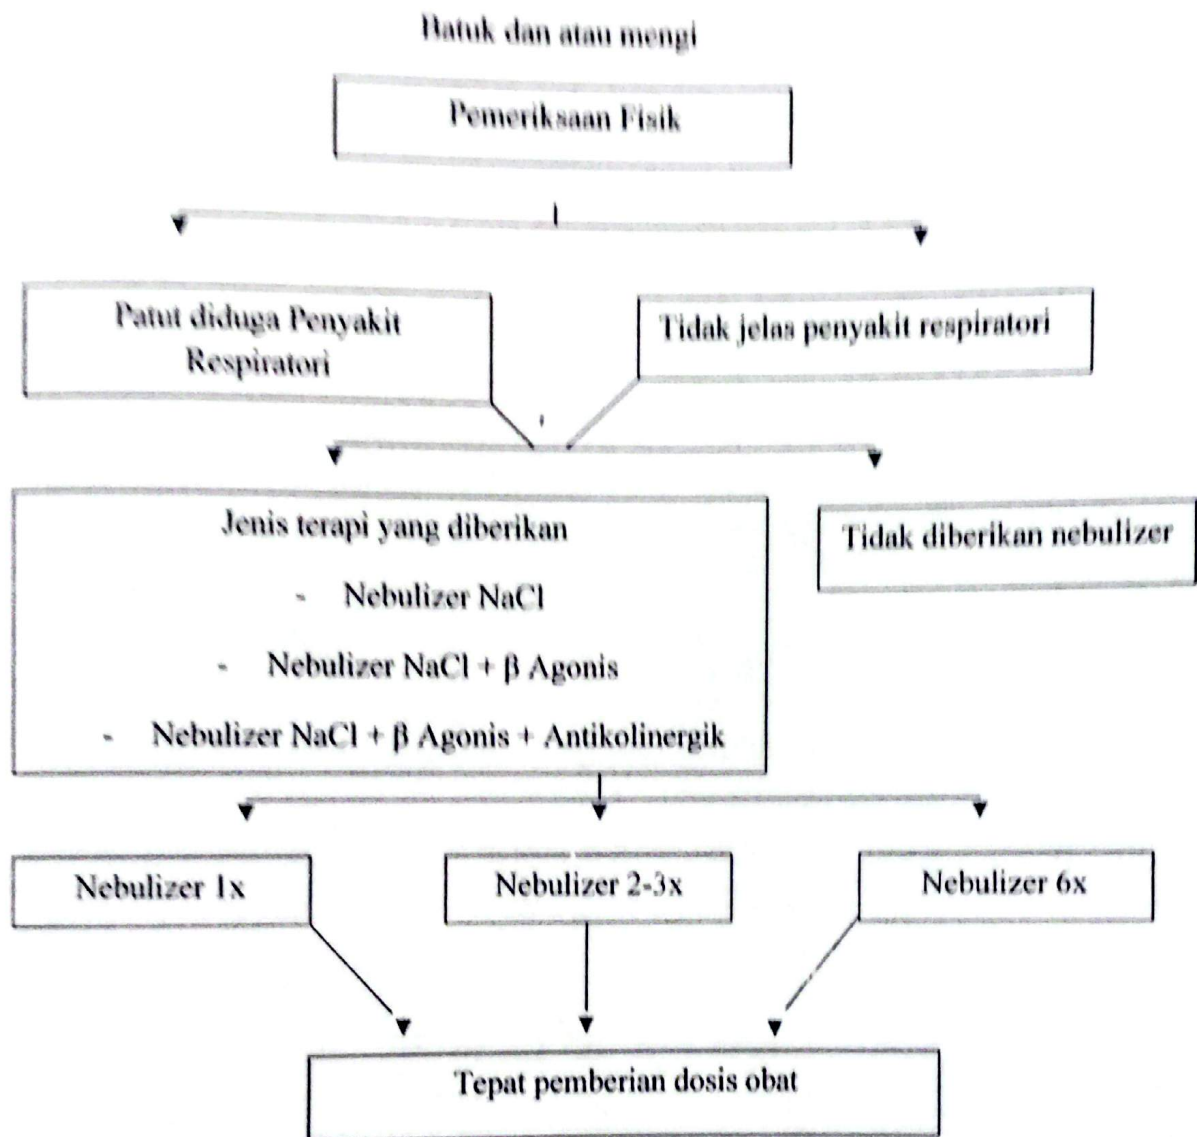 Batuk dan atau mengi
Pemeriksaan Fisik
Patut diduga Penyakit
Respiratori
Tidak jelas penyakit respiratori
Jenis terapi yang diberikan
- Nebulizer NaCl
- Nebulizer NaCl + β Agonis
- Nebulizer NaCl + β Agonis + Antikolinergik
Tidak diberikan nebulizer
Nebulizer 1x
Nebulizer 2-3x
Nebulizer 6x
Tepat pemberian dosis obat